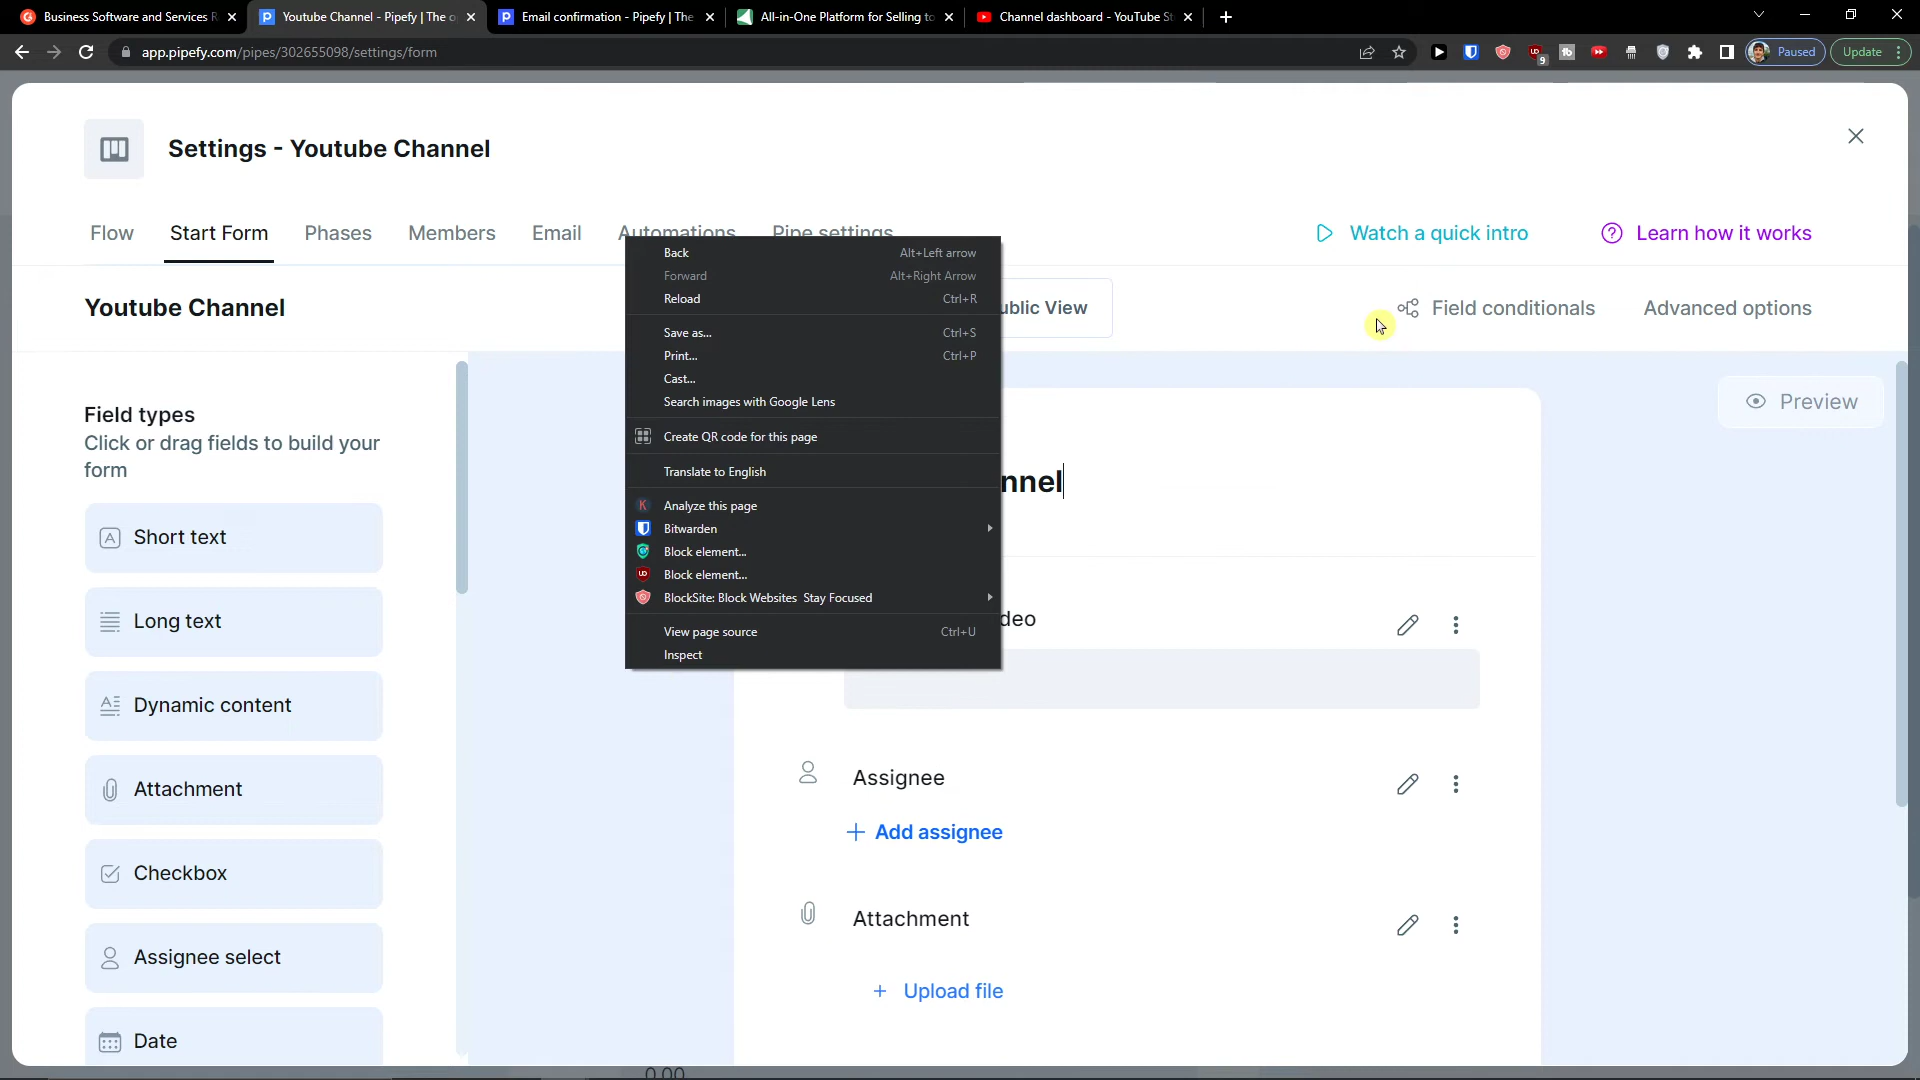 Business Software and Services R
Youtube Channel - Pipefy | The o
Email confirmation - Pipefy | The
All-in-One Platform for Selling to
Channel dashboard - YouTube St
app.pipefy.com/pipes/302655098/settings/form
9
Paused
Update
Settings - Youtube Channel
Flow
Start Form
Phases
Members
Email
Automations
Pipe settings
Watch a quick intro
Learn how it works
Youtube Channel
ublic View
Field conditionals
Advanced options
Back Alt+Left arrow
Forward Alt+Right Arrow
Reload Ctrl+R
Save as... Ctrl+S
Print... Ctrl+P
Cast...
Search images with Google Lens
Create QR code for this page
Translate to English
Analyze this page
Bitwarden
Block element...
Block element...
BlockSite: Block Websites Stay Focused
View page source Ctrl+U
Inspect
Preview
Field types
Click or drag fields to build your
form
Short text
Long text
Dynamic content
Attachment
Checkbox
Assignee select
Date
nnel
deo
Assignee
+ Add assignee
Attachment
+ Upload file
0.00